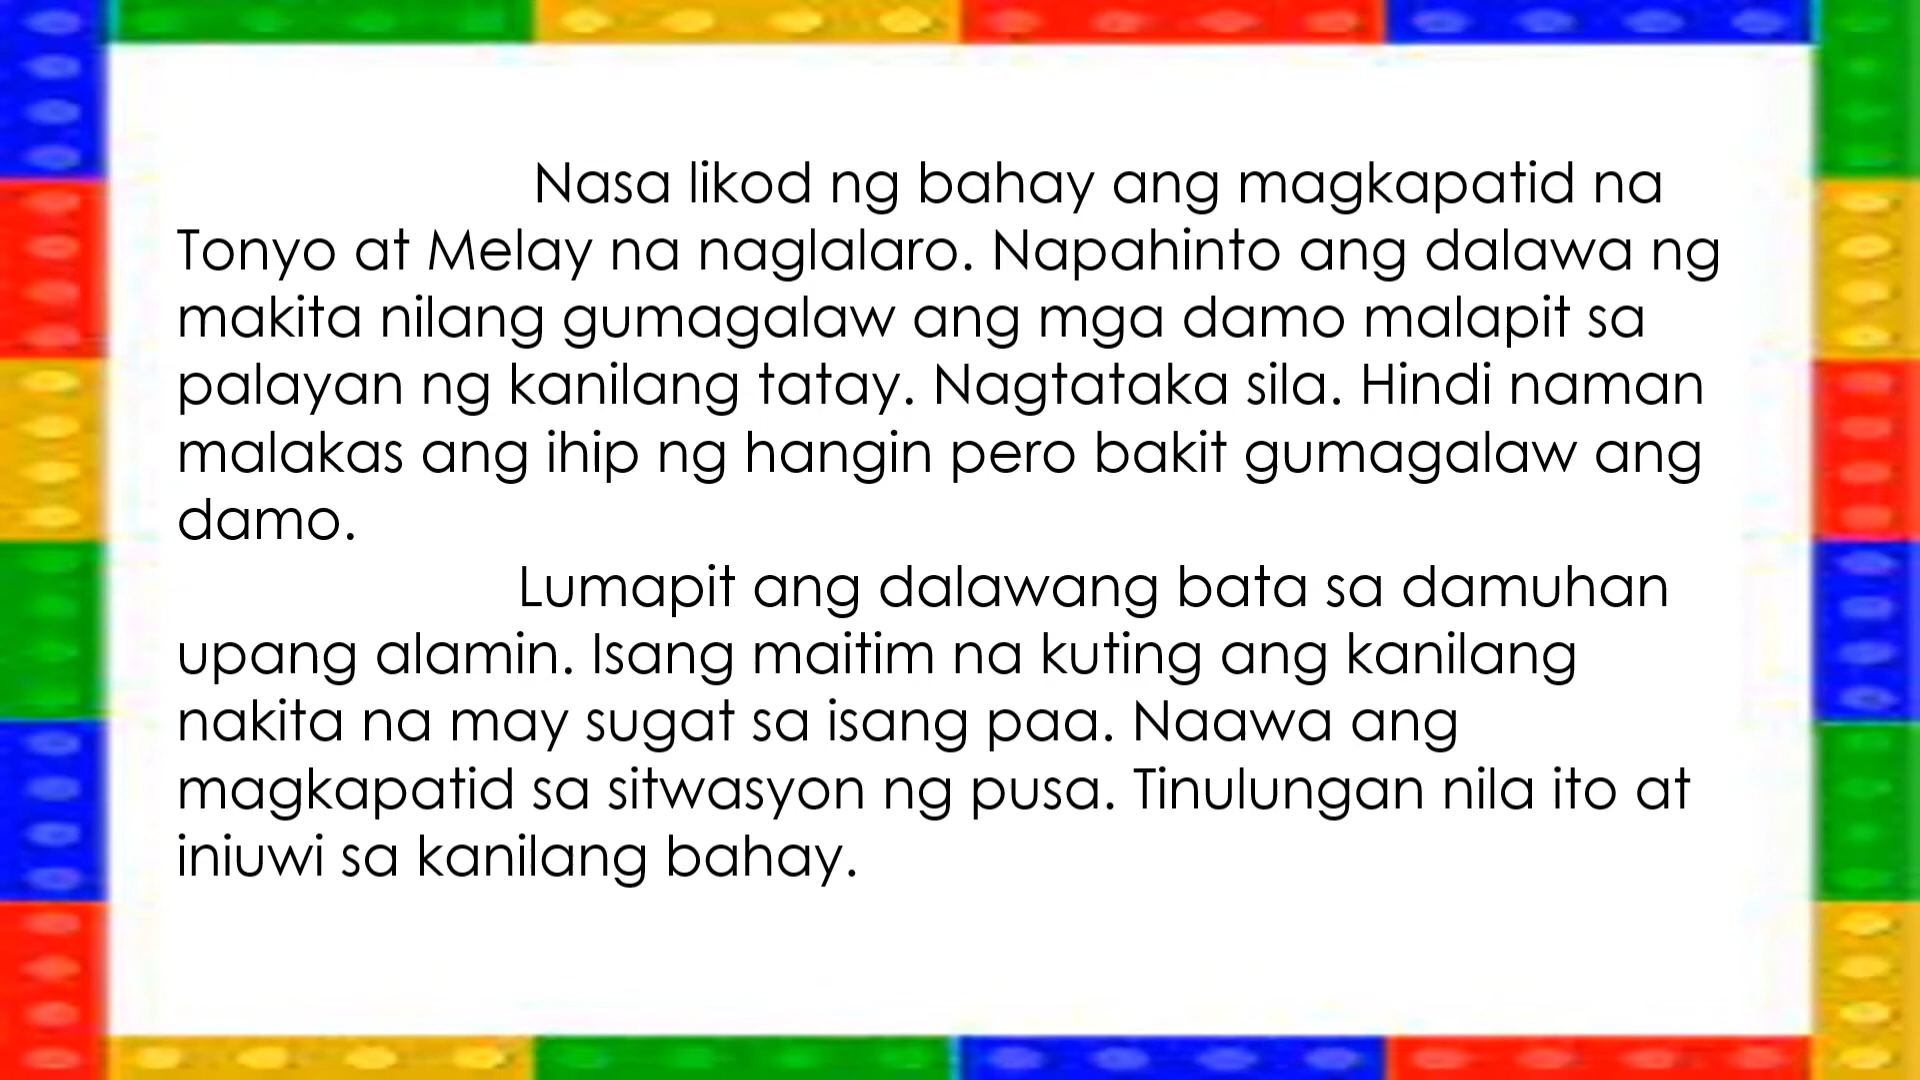 Nasa likod ng bahay ang magkapatid na
Tonyo at Melay na naglalaro. Napahinto ang dalawa ng
makita nilang gumagalaw ang mga damo malapit sa
palayan ng kanilang tatay. Nagtataka sila. Hindi naman
malakas ang ihip ng hangin pero bakit gumagalaw ang
damo.
Lumapit ang dalawang bata sa damuhan
upang alamin. Isang maitim na kuting ang kanilang
nakita na may sugat sa isang paa. Naawa ang
magkapatid sa sitwasyon ng pusa. Tinulungan nila ito at
iniuwi sa kanilang bahay.